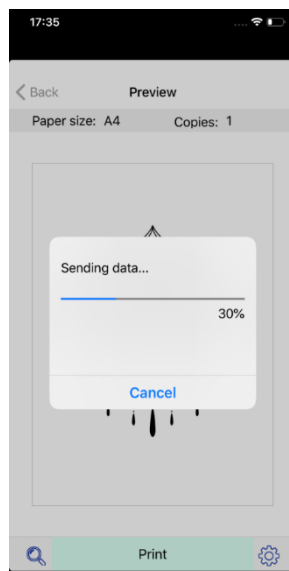 17:35
Back Preview
Paper size: A4 Copies: 1
Sending data...
30%
Cancel
Print